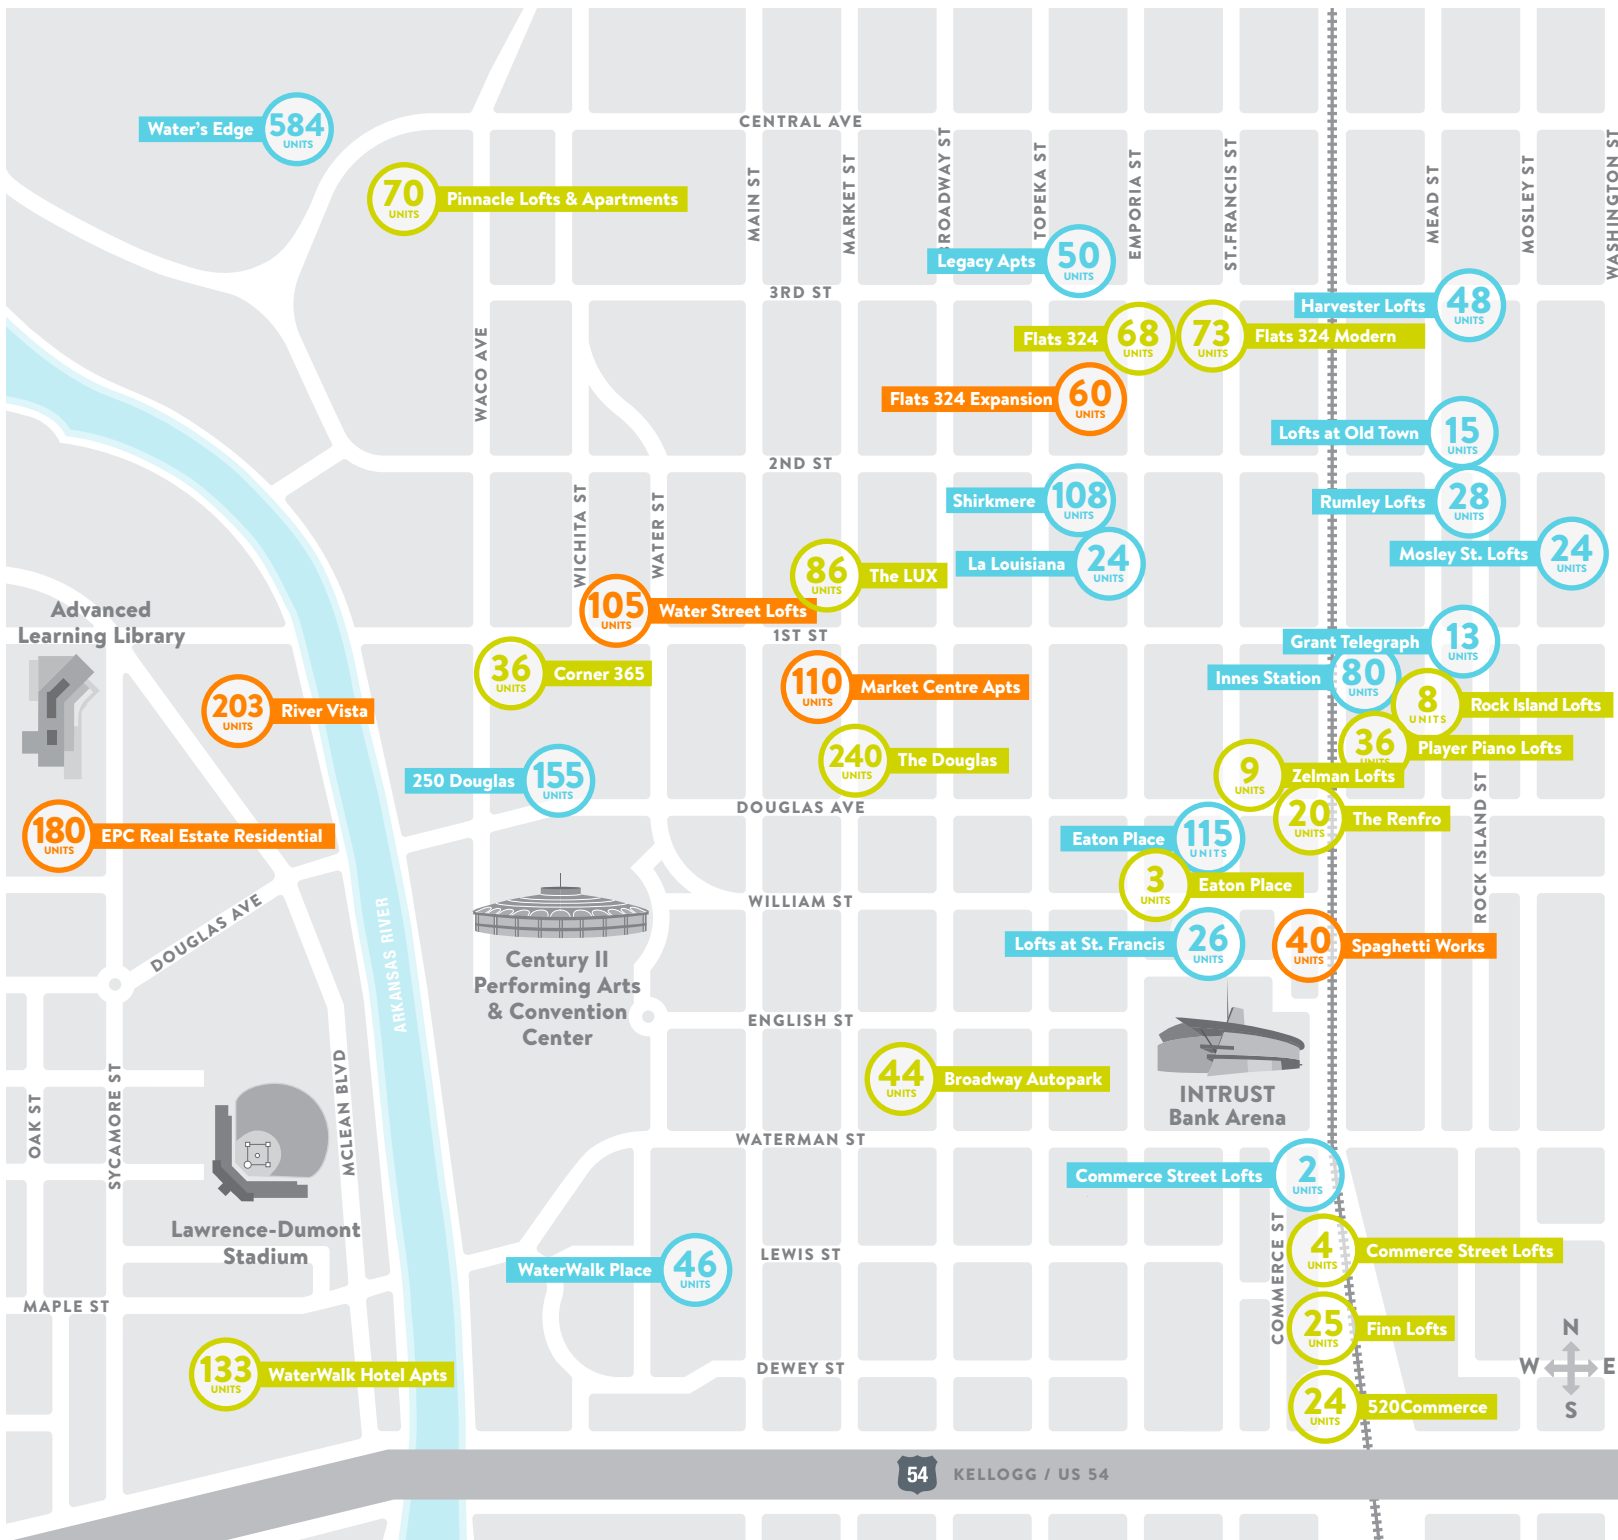 CENTRAL AVE
Water's Edge
584
UNITS
70
UNITS
Pinnacle Lofts & Apartments
MAIN ST
MARKET ST
BROADWAY ST
TOPEKA ST
EMPORIA ST
ST.FRANCIS ST
MEAD ST
MOSLEY ST
WASHINGTON ST
Legacy Apts
50
UNITS
3RD ST
Harvester Lofts
48
UNITS
Flats 324
68
UNITS
73
UNITS
Flats 324 Modern
WACO AVE
Flats 324 Expansion
60
UNITS
Lofts at Old Town
15
UNITS
2ND ST
Shirkmere
108
UNITS
Rumley Lofts
28
UNITS
WICHITA ST
WATER ST
La Louisiana
24
UNITS
Mosley St. Lofts
24
UNITS
86
UNITS
The LUX
105
UNITS
Water Street Lofts
Advanced
Learning Library
1ST ST
Grant Telegraph
13
UNITS
36
UNITS
Corner 365
Innes Station
80
UNITS
110
UNITS
Market Centre Apts
8
UNITS
Rock Island Lofts
203
UNITS
River Vista
36
UNITS
Player Piano Lofts
240
UNITS
The Douglas
9
UNITS
Zelman Lofts
250 Douglas
155
UNITS
DOUGLAS AVE
20
UNITS
The Renfro
ROCK ISLAND ST
180
UNITS
EPC Real Estate Residential
Eaton Place
115
UNITS
3
UNITS
Eaton Place
DOUGLAS AVE
WILLIAM ST
ARKANSAS RIVER
Lofts at St. Francis
26
UNITS
40
UNITS
Spaghetti Works
Century II
Performing Arts
& Convention
Center
ENGLISH ST
44
UNITS
Broadway Autopark
INTRUST
Bank Arena
OAK ST
SYCAMORE ST
MCLEAN BLVD
WATERMAN ST
Commerce Street Lofts
2
UNITS
Lawrence-Dumont
Stadium
COMMERCE ST
4
UNITS
Commerce Street Lofts
LEWIS ST
WaterWalk Place
46
UNITS
MAPLE ST
25
UNITS
Finn Lofts
N
W
E
S
133
UNITS
WaterWalk Hotel Apts
DEWEY ST
24
UNITS
520Commerce
54
KELLOGG / US 54